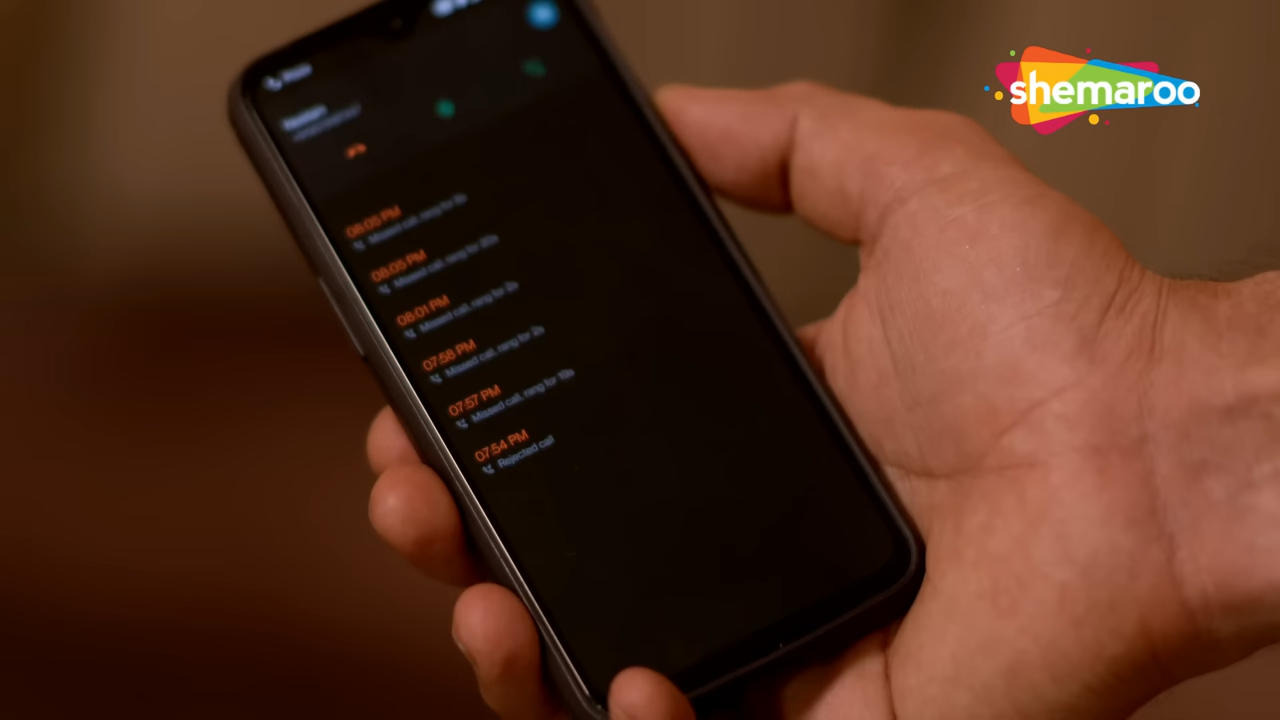 shemaroo
08:05 PM
Missed call, rang for
08:05 PM
Missed call, rang for
08:01 PM
Missed call, rang for 2s
07:58 PM
Missed call, rang for 2s
07:57 PM
Missed call, rang for
07:54 PM
Rejected call